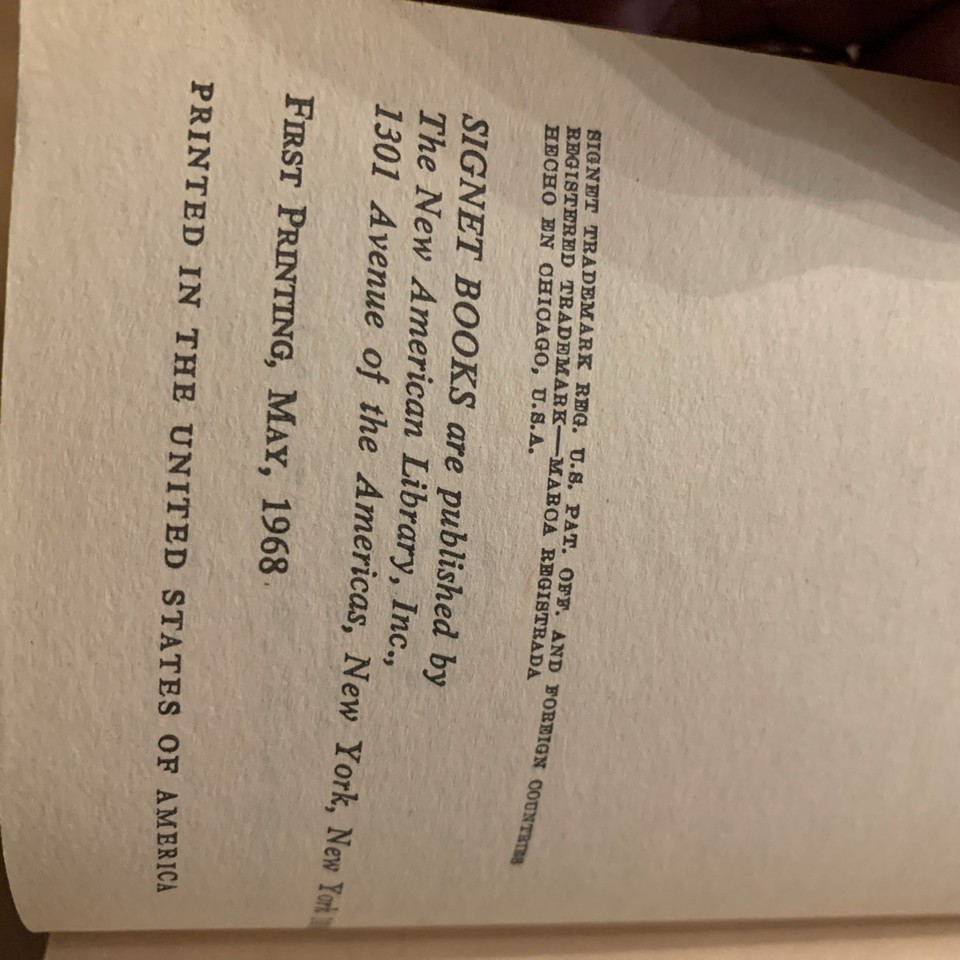 SIGNET TRADEMARK REG. U.S. PAT. OFF. AND FOREIGN COUNTRIES
REGISTERED TRADEMARK—MARCA REGISTRADA
HECHO EN CHICAGO, U.S.A.
SIGNET BOOKS are published by
The New American Library, Inc.,
1301 Avenue of the Americas, New York, New York
FIRST PRINTING, MAY, 1968
PRINTED IN THE UNITED STATES OF AMERICA